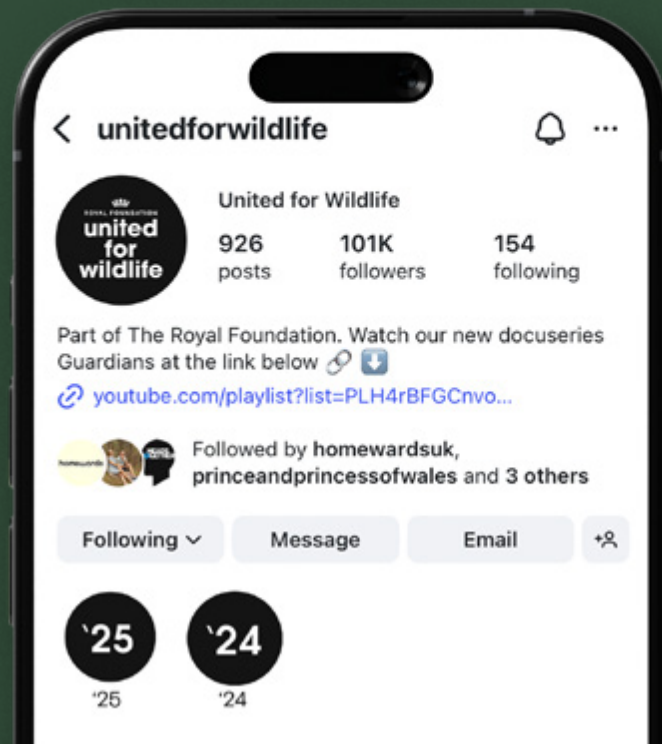 unitedforwildlife
ROYAL FOUNDATION
united
for
wildlife
United for Wildlife
926 101K 154
posts followers following
Part of The Royal Foundation. Watch our new docuseries
Guardians at the link below
youtube.com/playlist?list=PLH4rBFGCnvo...
homewards
Followed by homewardsuk,
princeandprincessofwales and 3 others
Following Message Email
`25 `24
'25 '24